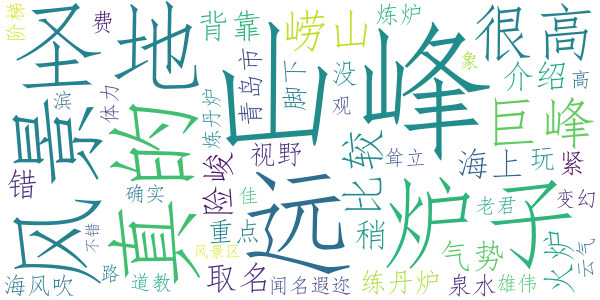 阶梯
圣地
费
背靠
崂山
炼炉
很高
象
山峰
青岛市
脚下
没
观
介绍
高
滨
体力
炼丹炉
巨峰
风景
真的
错
险峻
视野
比较
耸立
海上
玩
紧
确实
佳
远
炉子
老君
变幻
不错
重点
稍
气势
火炉
云气
风景区
海风吹
路
道教
取名
闻名遐迩
练丹炉
泉水
雄伟